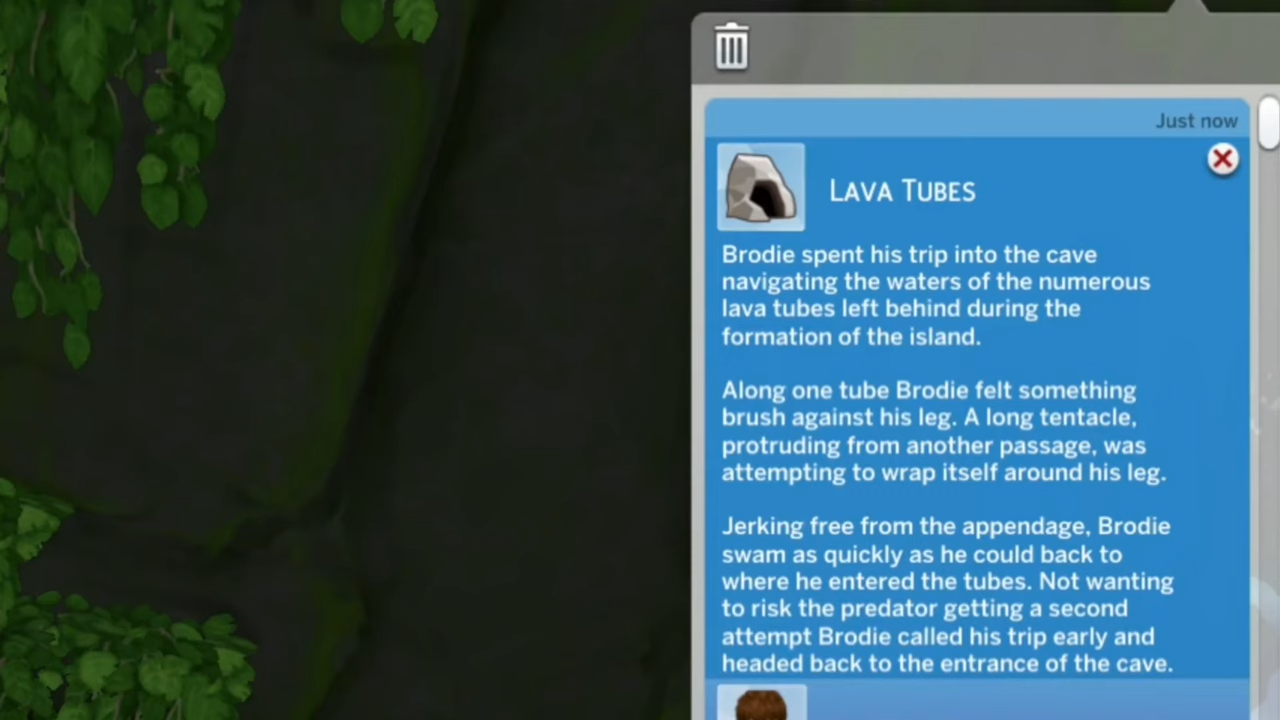 Just now
LAVA TUBES
Brodie spent his trip into the cave
navigating the waters of the numerous
lava tubes left behind during the
formation of the island.
Along one tube Brodie felt something
brush against his leg. A long tentacle,
protruding from another passage, was
attempting to wrap itself around his leg.
Jerking free from the appendage, Brodie
swam as quickly as he could back to
where he entered the tubes. Not wanting
to risk the predator getting a second
attempt Brodie called his trip early and
headed back to the entrance of the cave.